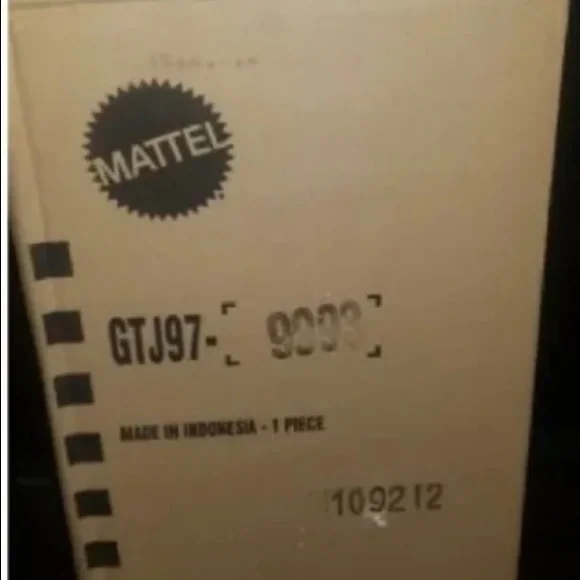 MATTEL
GTJ97-[ 9993 ]
MADE IN INDONESIA - 1 PIECE
109212